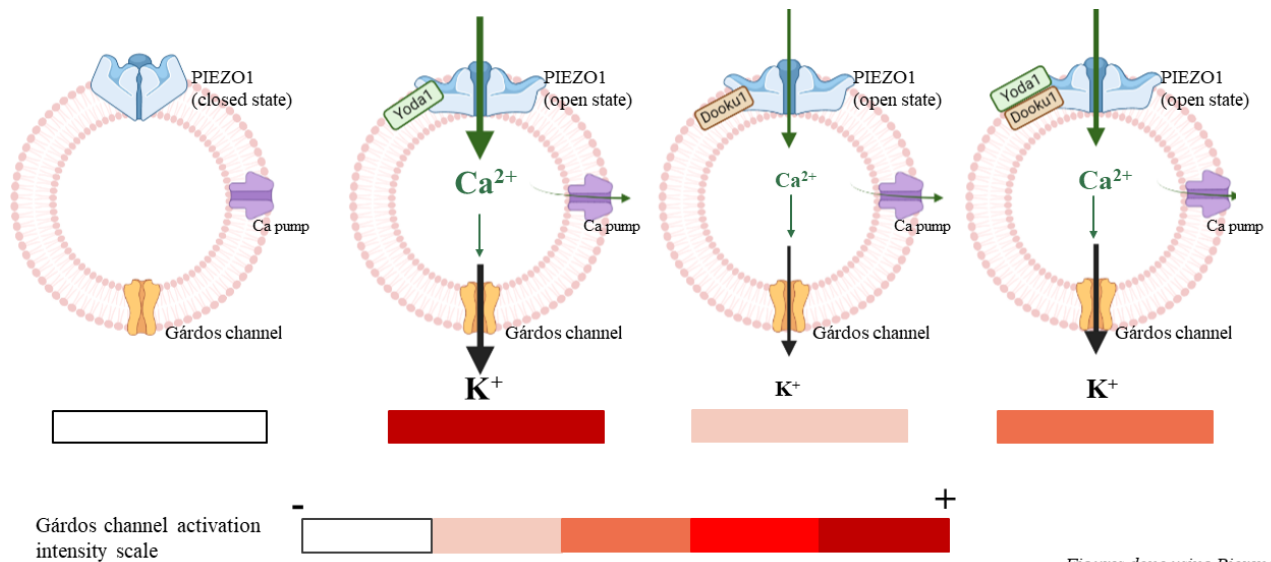 PIEZO1
(closed state)
Ca pump
Gárdos channel
Yoda1
PIEZO1
(open state)
Ca²⁺
Ca pump
Gárdos channel
K⁺
Dooku1
PIEZO1
(open state)
Ca²⁺
Ca pump
Gárdos channel
K⁺
Yoda1
Dooku1
PIEZO1
(open state)
Ca²⁺
Ca pump
Gárdos channel
K⁺
- +
Gárdos channel activation
intensity scale